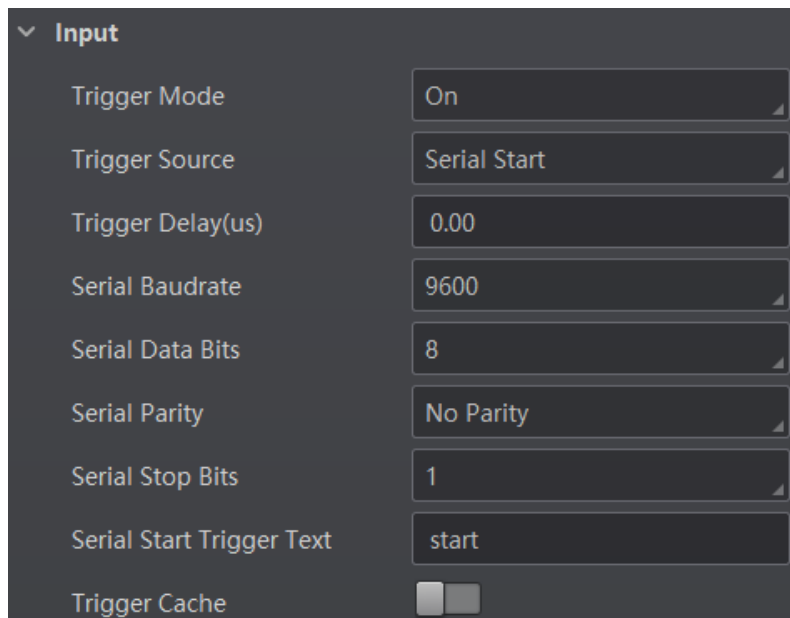 Input
Trigger Mode On
Trigger Source Serial Start
Trigger Delay(us) 0.00
Serial Baudrate 9600
Serial Data Bits 8
Serial Parity No Parity
Serial Stop Bits 1
Serial Start Trigger Text start
Trigger Cache